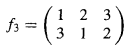 f₃ = ( 1 2 3
3 1 2 )